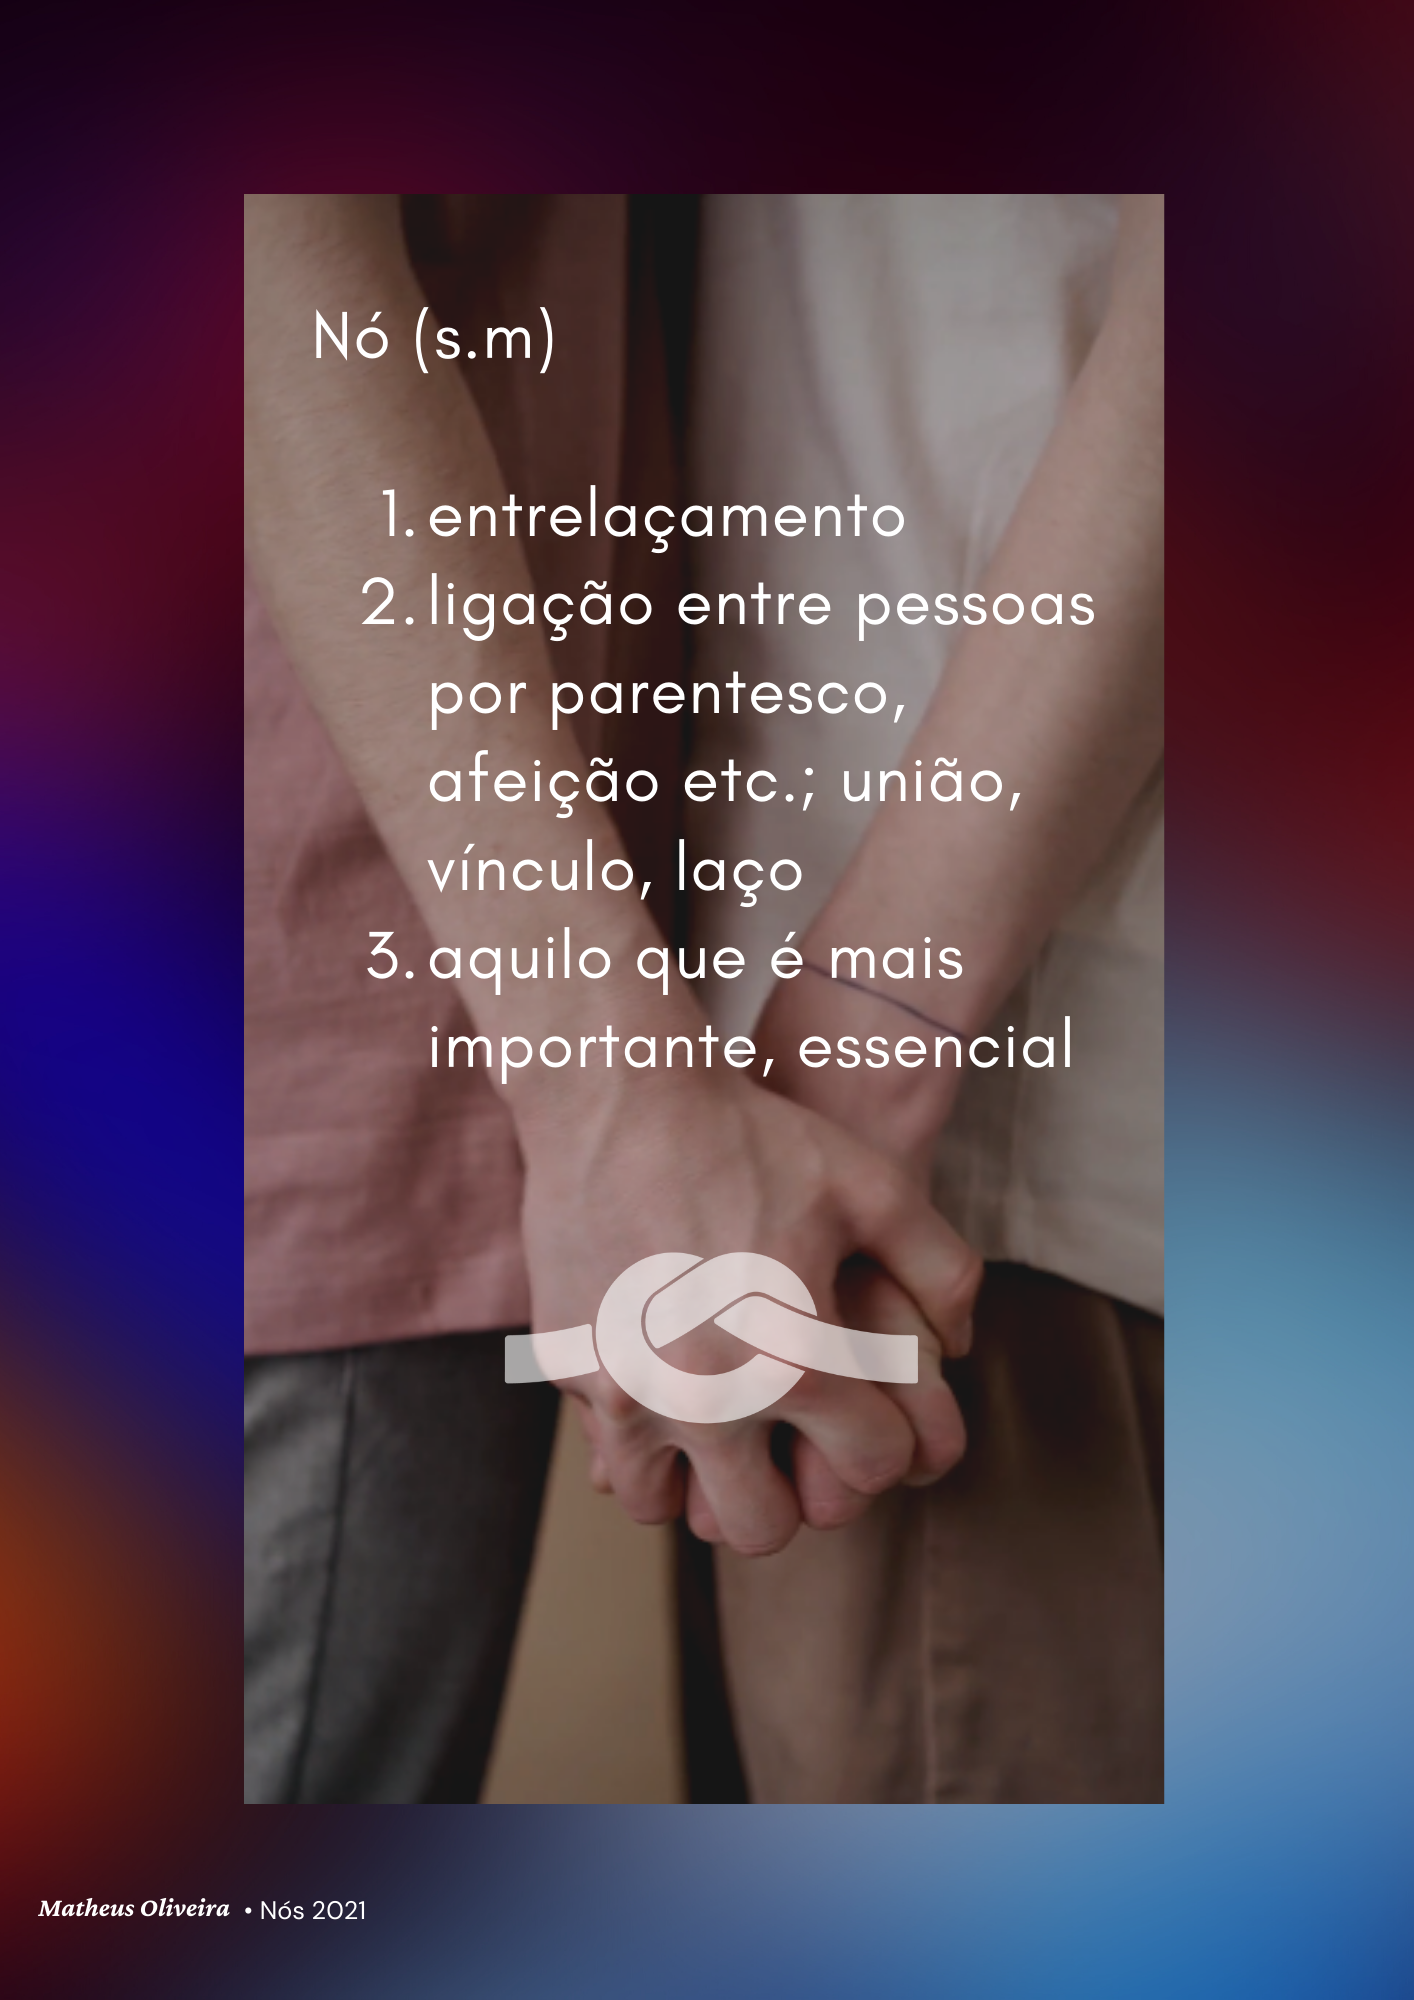 Nó (s.m)
1. entrelaçamento
2. ligação entre pessoas
por parentesco,
afeição etc.; união,
vínculo, laço
3. aquilo que é mais
importante, essencial
Matheus Oliveira • Nós 2021